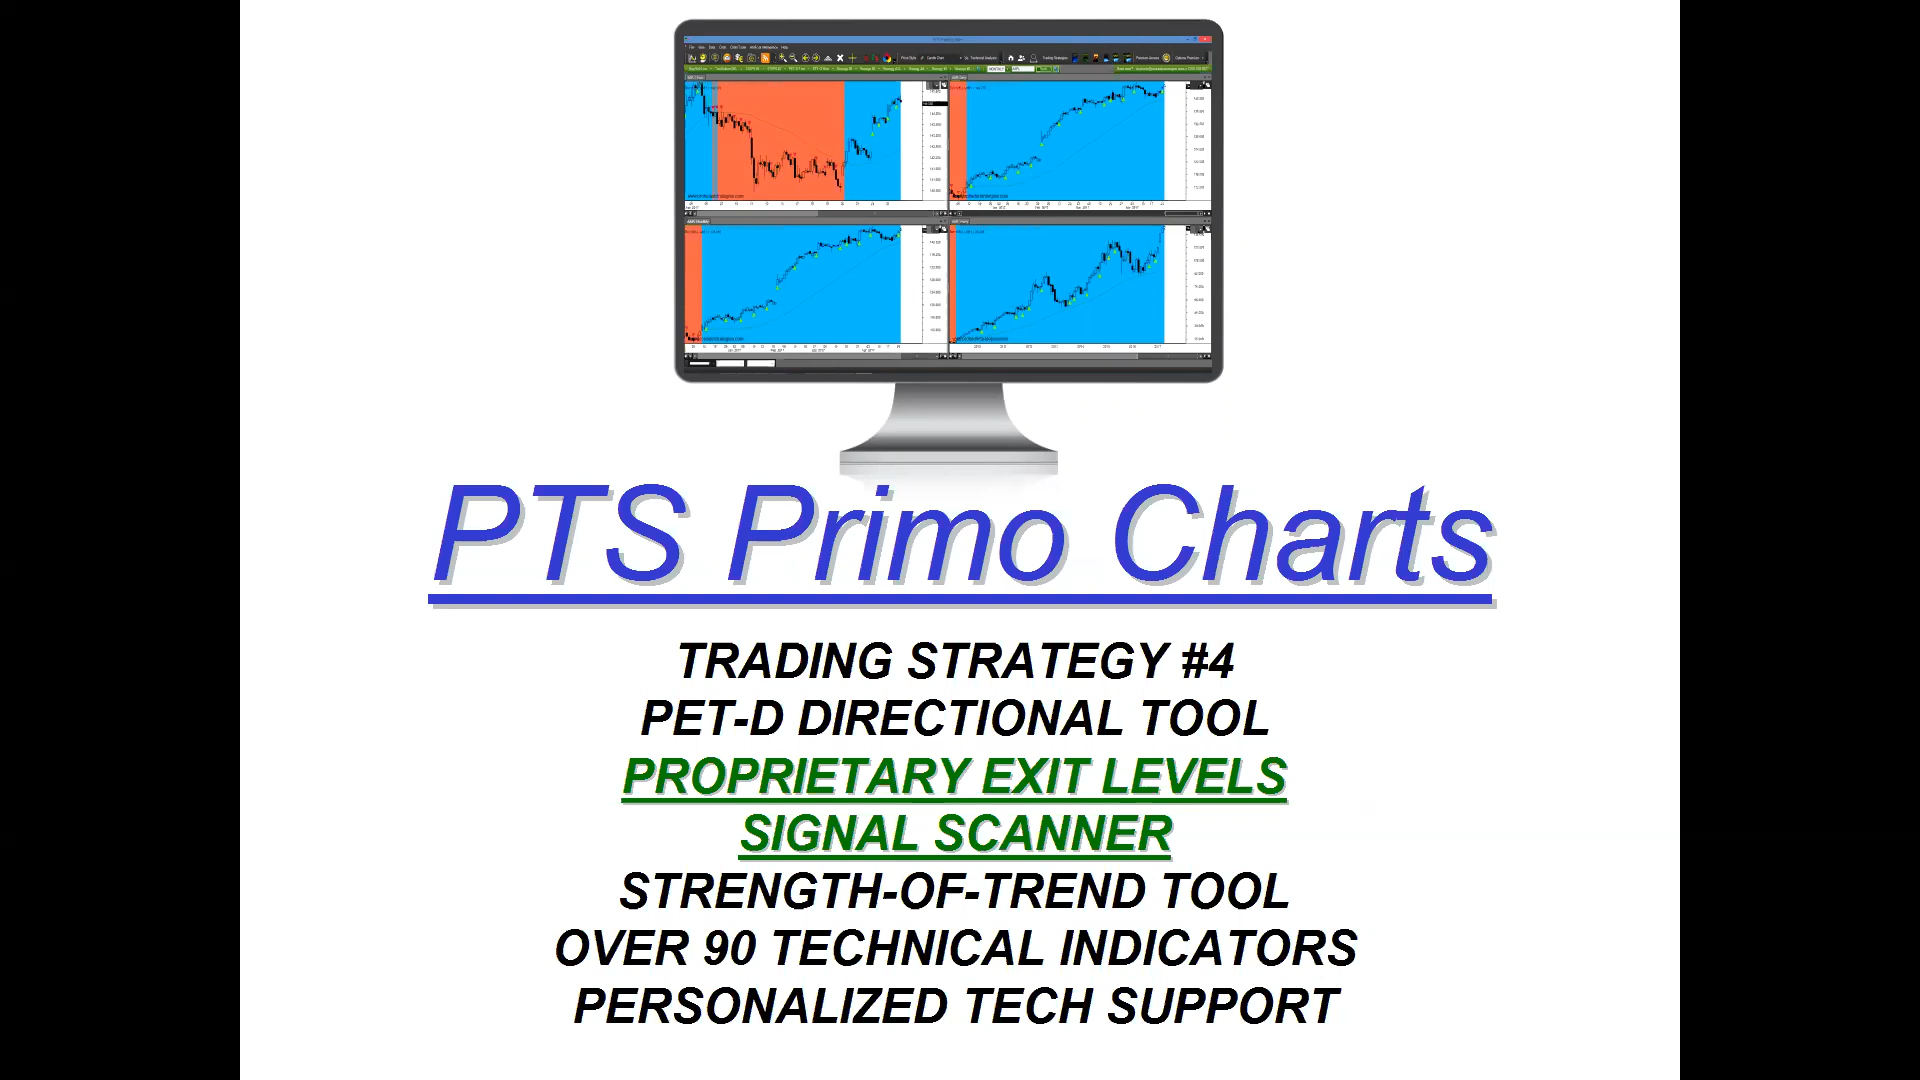 PTS Primo Charts
TRADING STRATEGY #4
PET-D DIRECTIONAL TOOL
PROPRIETARY EXIT LEVELS
SIGNAL SCANNER
STRENGTH-OF-TREND TOOL
OVER 90 TECHNICAL INDICATORS
PERSONALIZED TECH SUPPORT